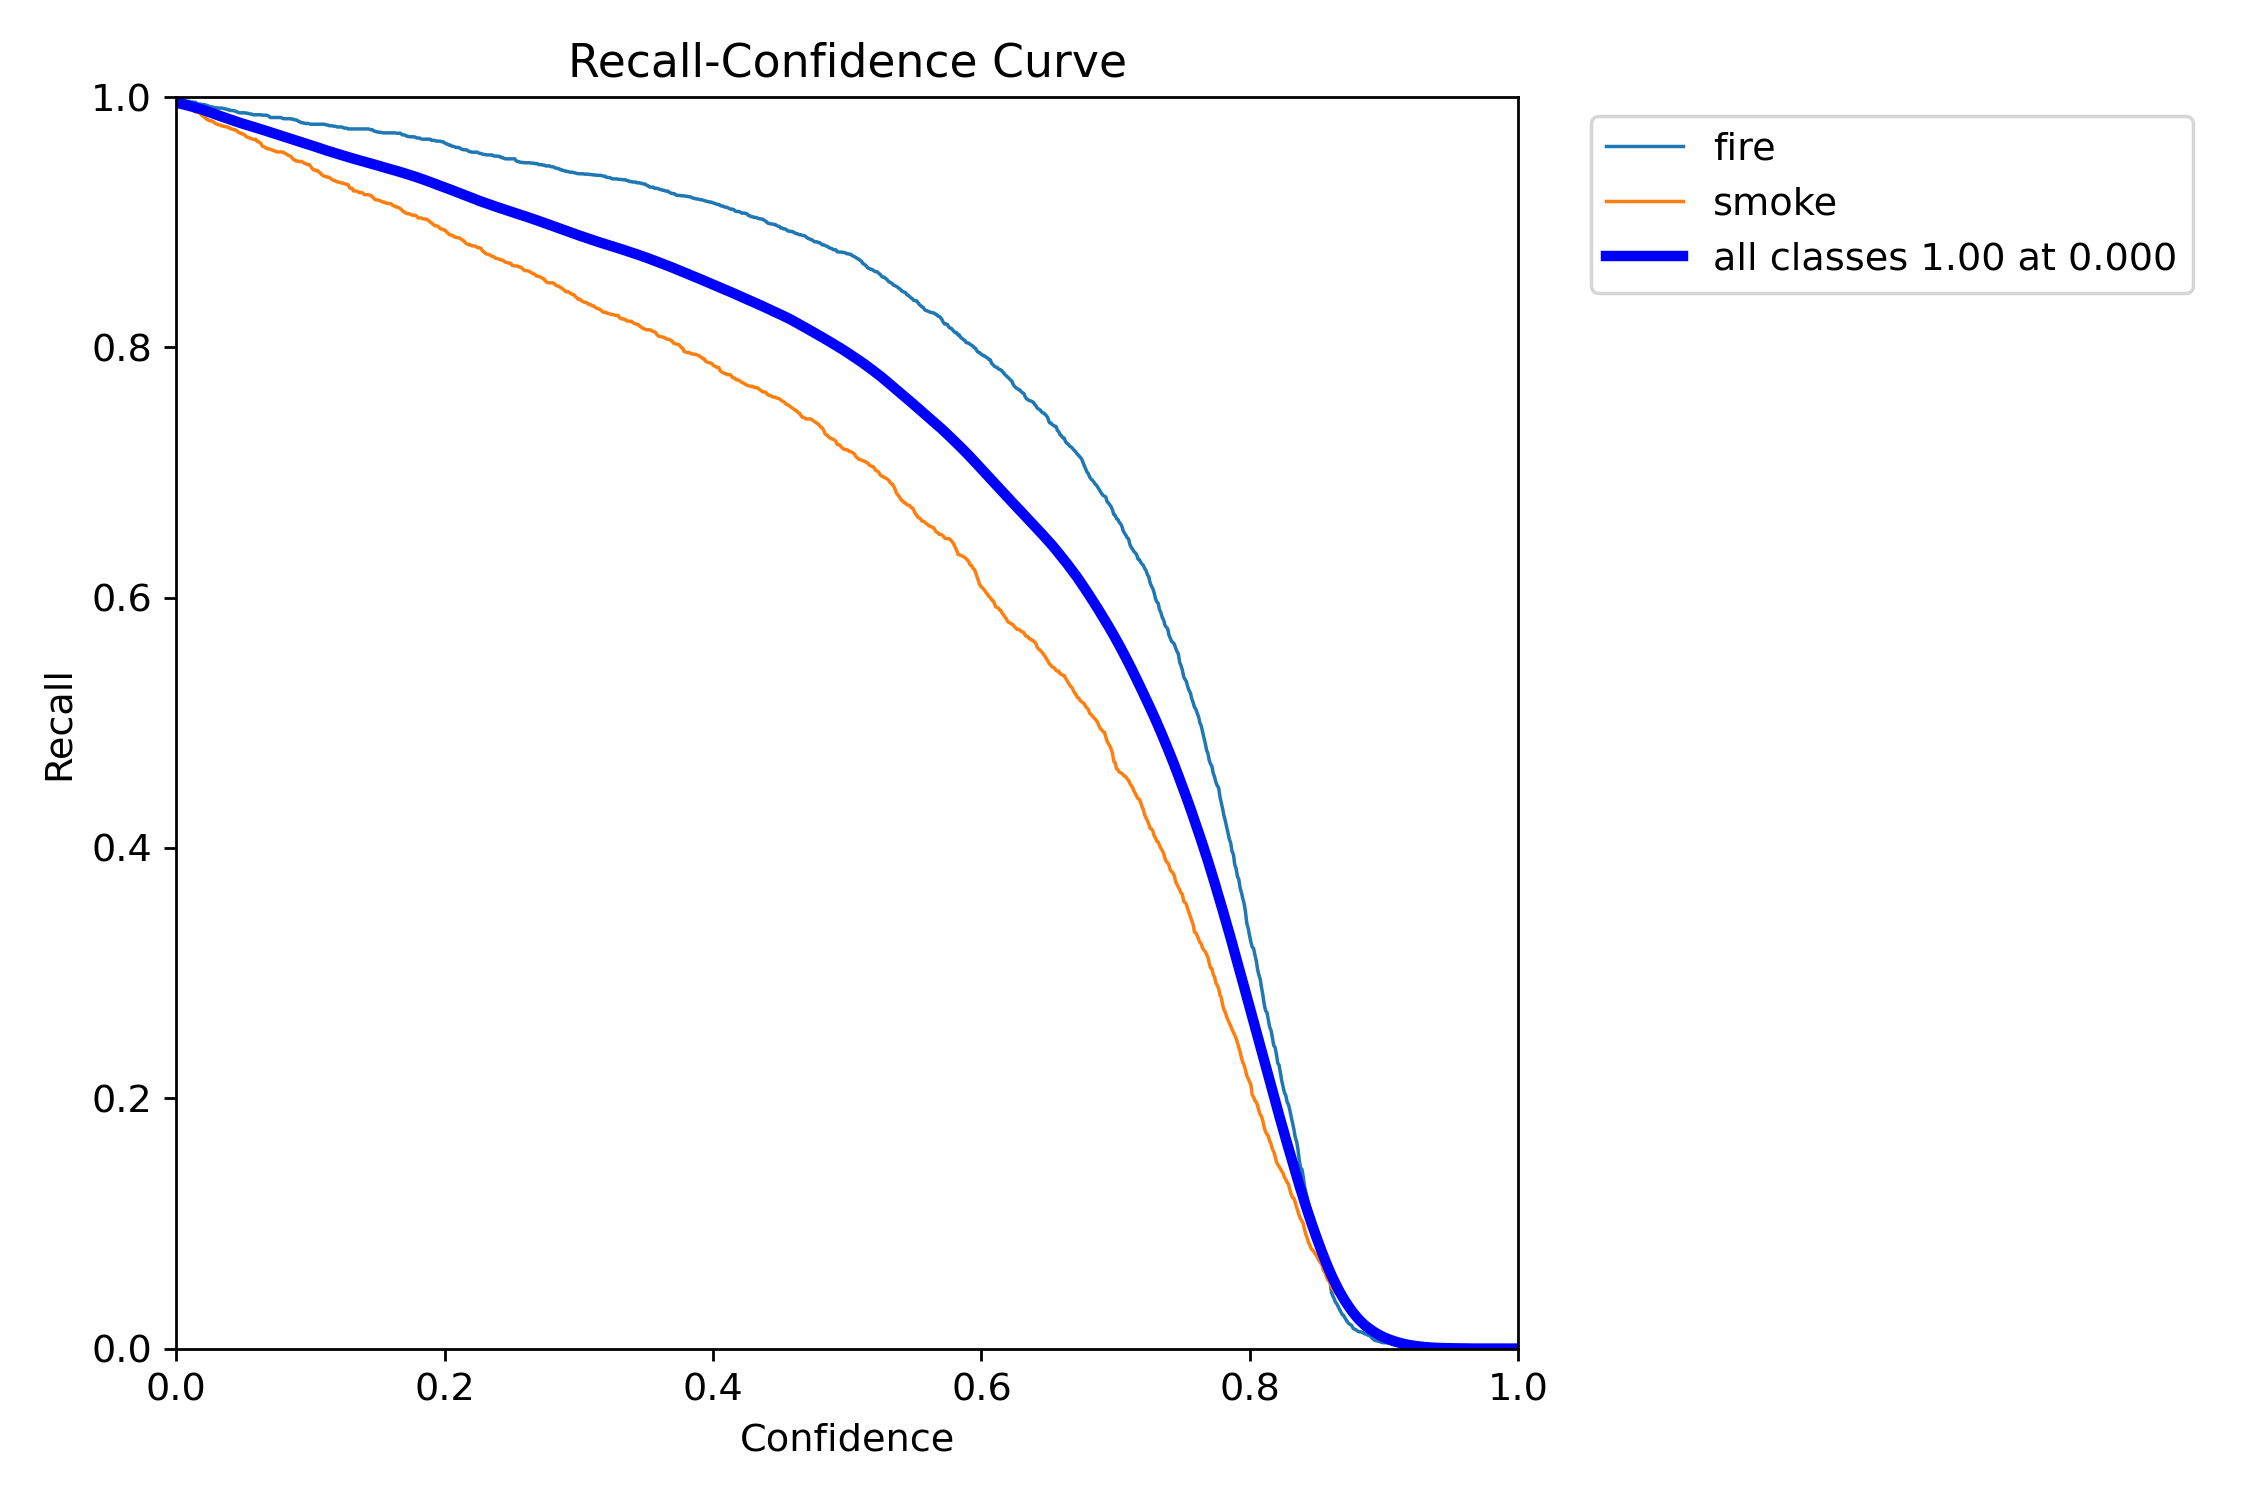 Recall-Confidence Curve
1.0
0.8
0.6
0.4
0.2
0.0
Recall
0.0 0.2 0.4 0.6 0.8 1.0
Confidence
fire
smoke
all classes 1.00 at 0.000